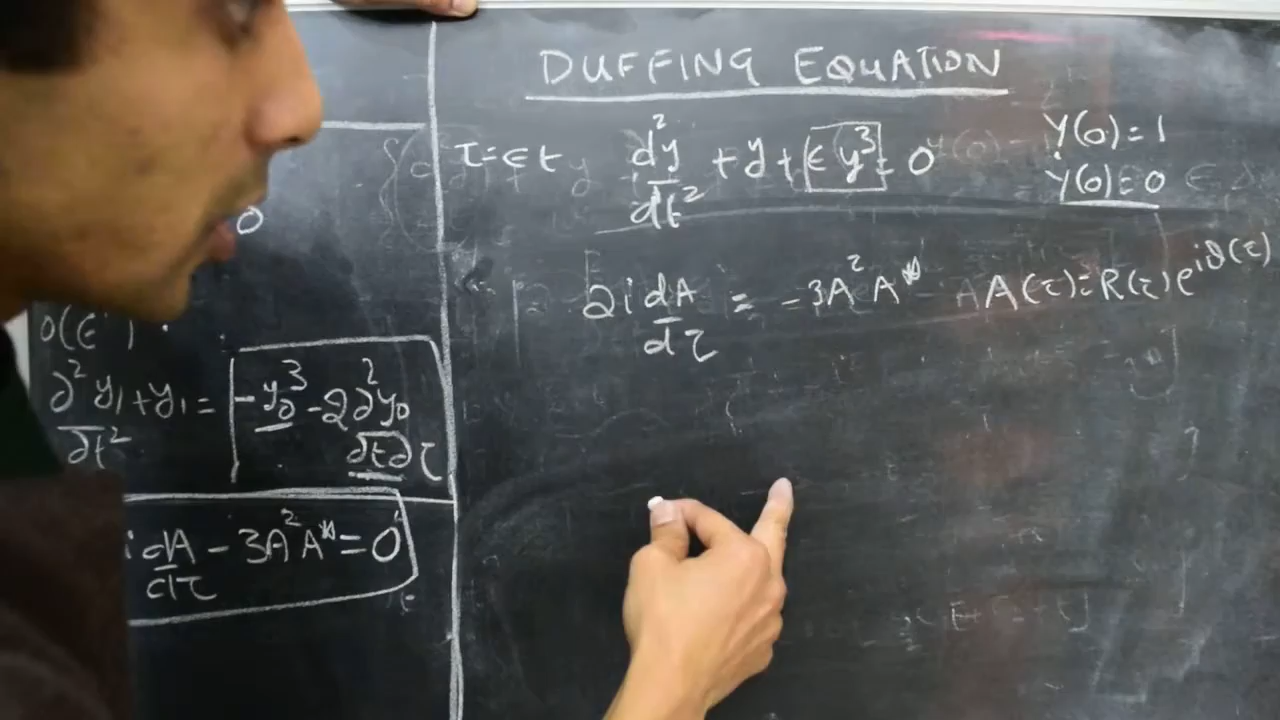 DUFFING EQUATION
τ=εt d²y/dt² + y + εy³ = 0 y(0)=1
ẏ(0)=0
2i dA/dτ = -3A²A* A(τ)=R(τ)e^{iθ(τ)}
0
O(ε¹)
∂²y₁/∂t² + y₁ = -y₀³ - 2∂²y₀/∂t∂τ
i dA/dτ - 3A²A* = 0